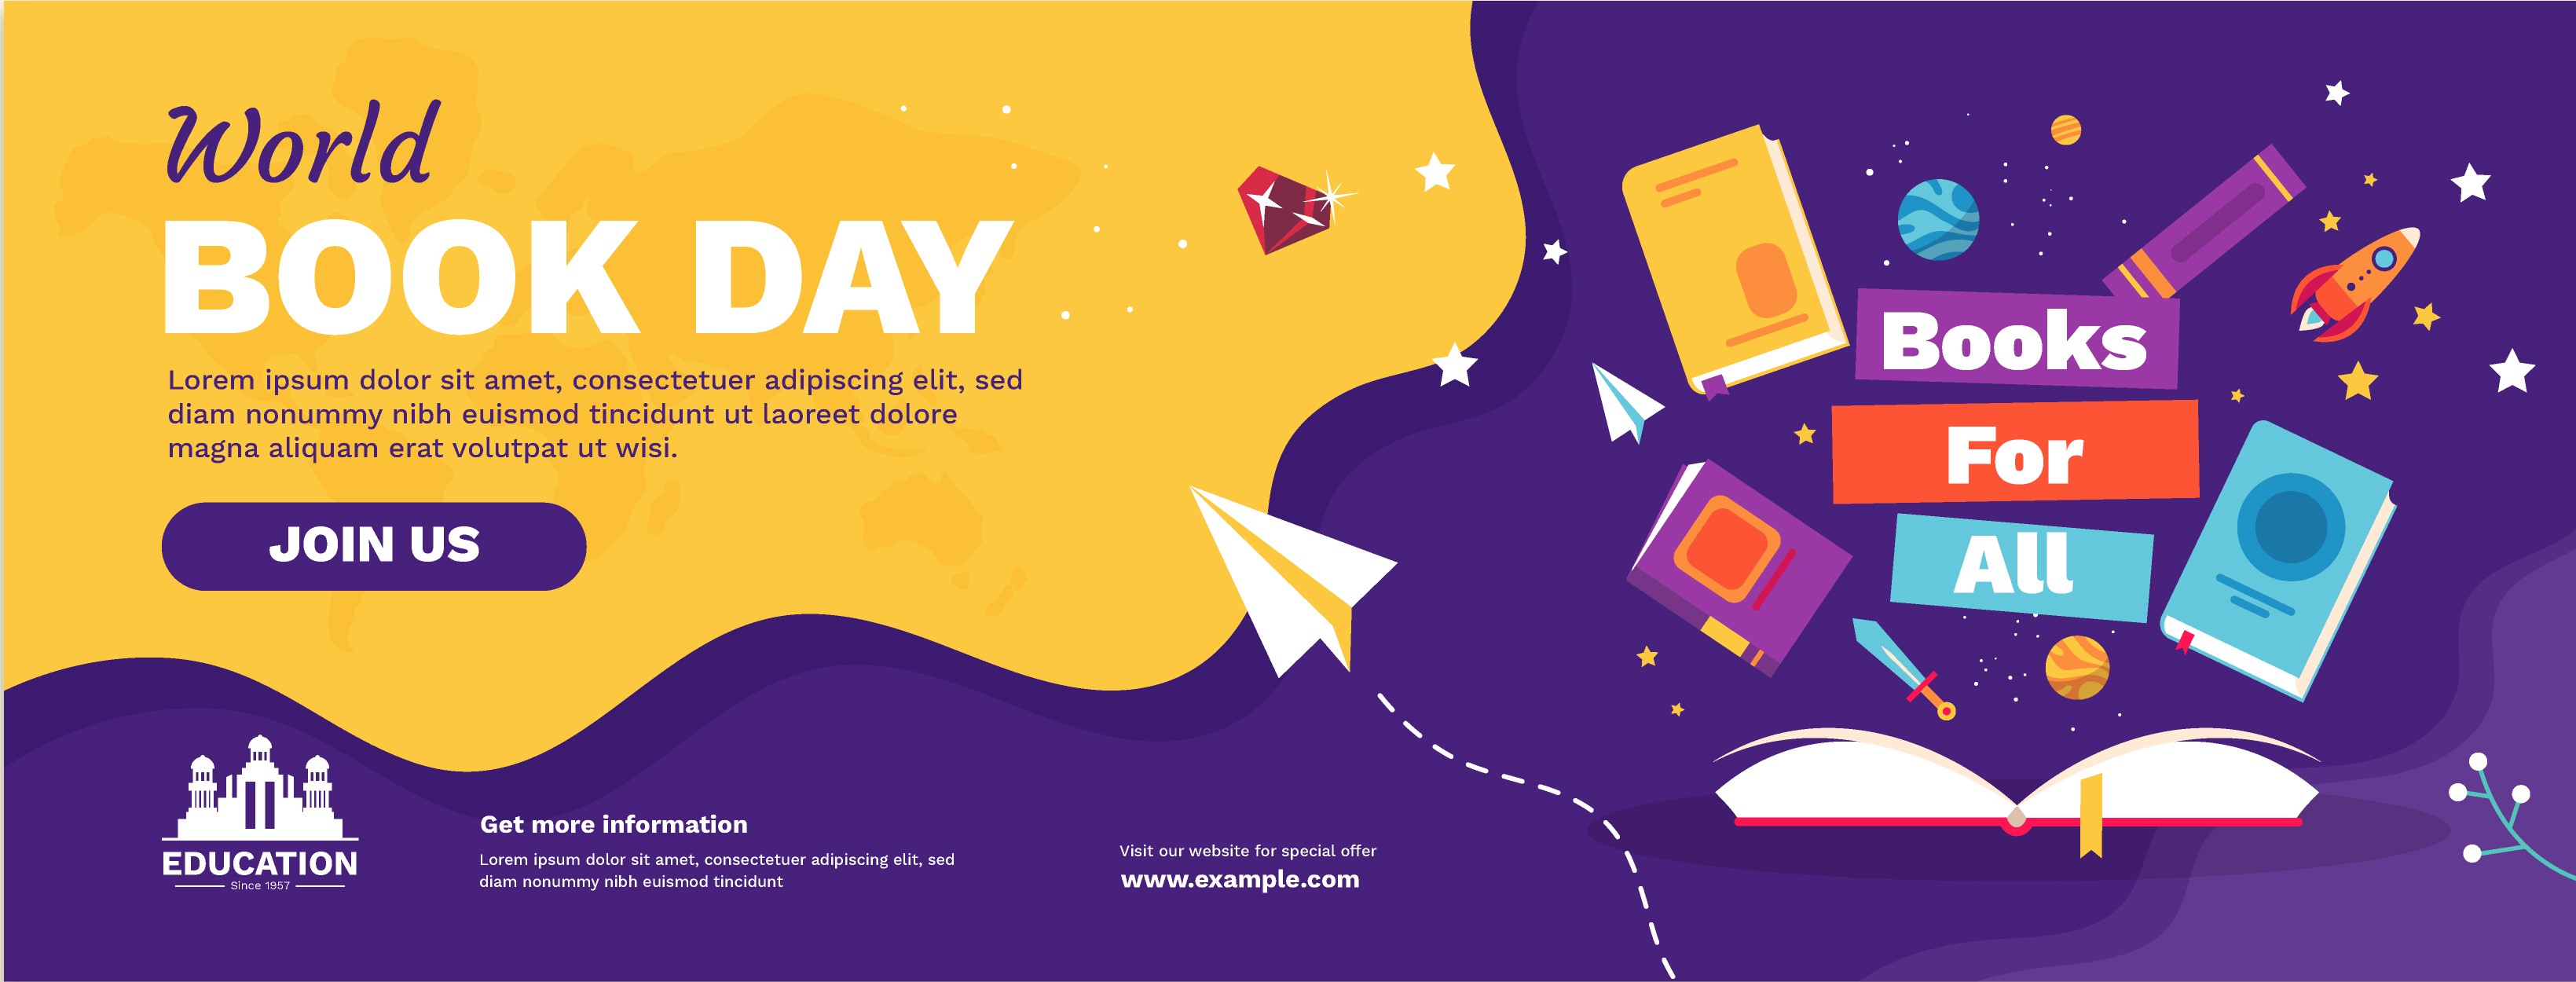 World
BOOK DAY
Lorem ipsum dolor sit amet, consectetuer adipiscing elit, sed
diam nonummy nibh euismod tincidunt ut laoreet dolore
magna aliquam erat volutpat ut wisi.
JOIN US
Books
For
All
EDUCATION
Since 1957
Get more information
Lorem ipsum dolor sit amet, consectetuer adipiscing elit, sed
diam nonummy nibh euismod tincidunt
Visit our website for special offer
www.example.com